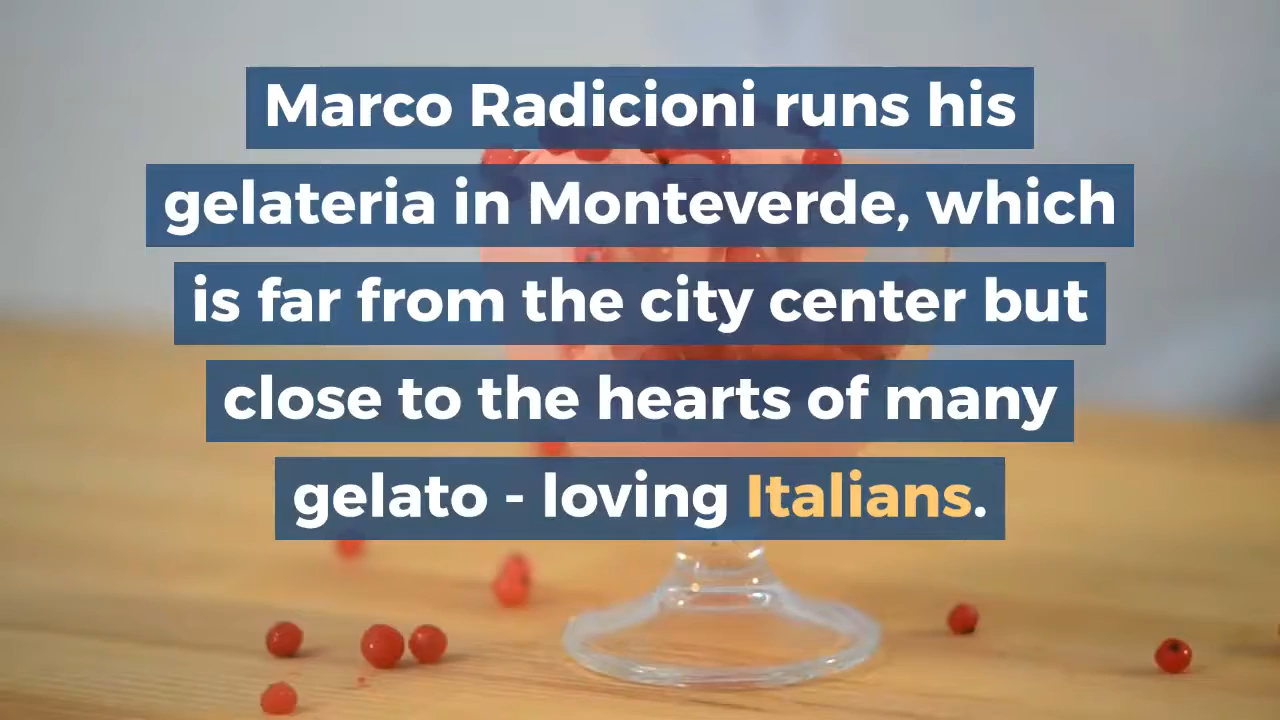 Marco Radicioni runs his
gelateria in Monteverde, which
is far from the city center but
close to the hearts of many
gelato - loving Italians.